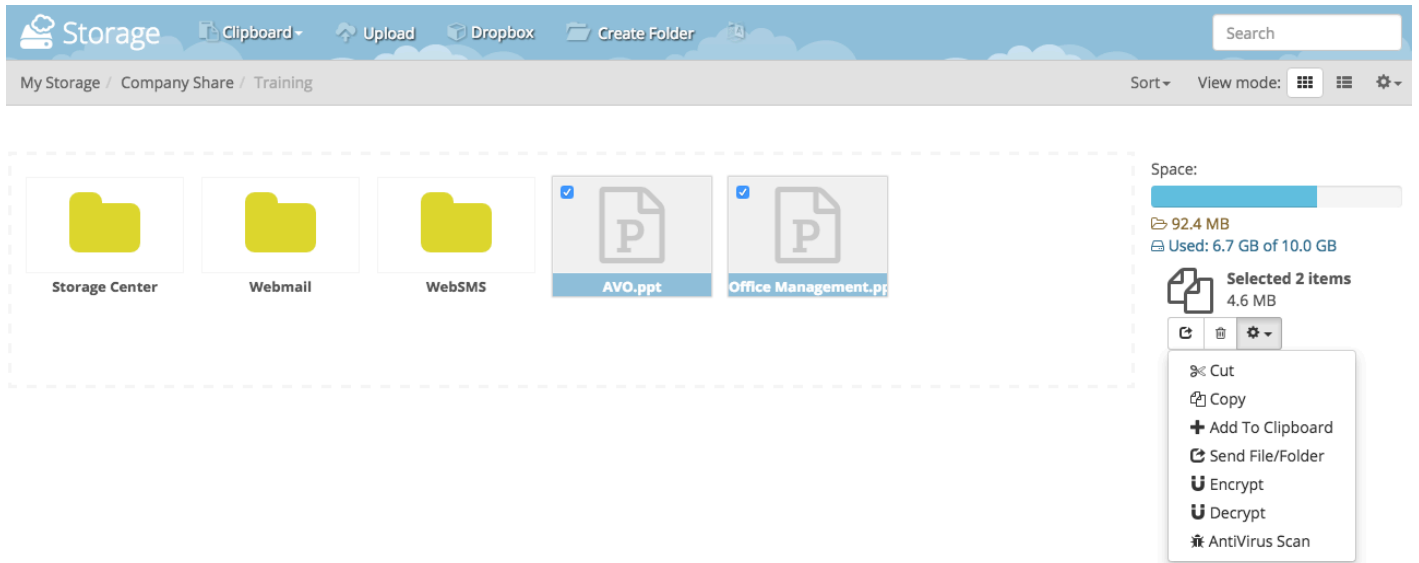 Storage Clipboard Upload Dropbox Create Folder Search
My Storage / Company Share / Training Sort View mode:
Space:
92.4 MB
Used: 6.7 GB of 10.0 GB
Storage Center Webmail WebSMS AVO.ppt Office Management.pp
Selected 2 items
4.6 MB
Cut
Copy
Add To Clipboard
Send File/Folder
Encrypt
Decrypt
AntiVirus Scan